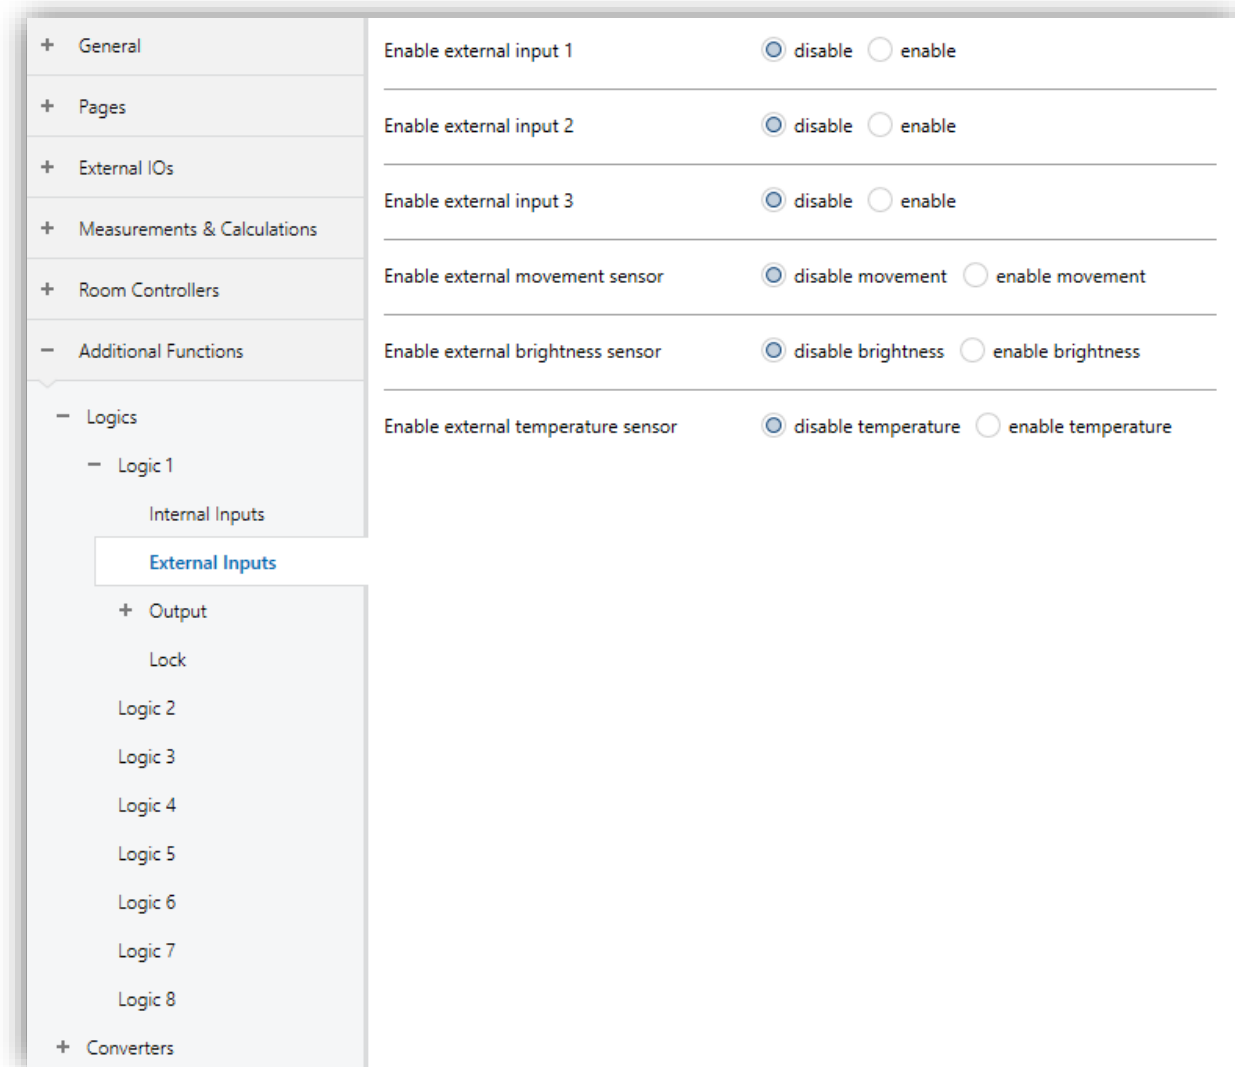 General
Pages
External IOs
Measurements & Calculations
Room Controllers
Additional Functions
Logics
Logic 1
Internal Inputs
External Inputs
Output
Lock
Logic 2
Logic 3
Logic 4
Logic 5
Logic 6
Logic 7
Logic 8
Converters
Enable external input 1 disable enable
Enable external input 2 disable enable
Enable external input 3 disable enable
Enable external movement sensor disable movement enable movement
Enable external brightness sensor disable brightness enable brightness
Enable external temperature sensor disable temperature enable temperature